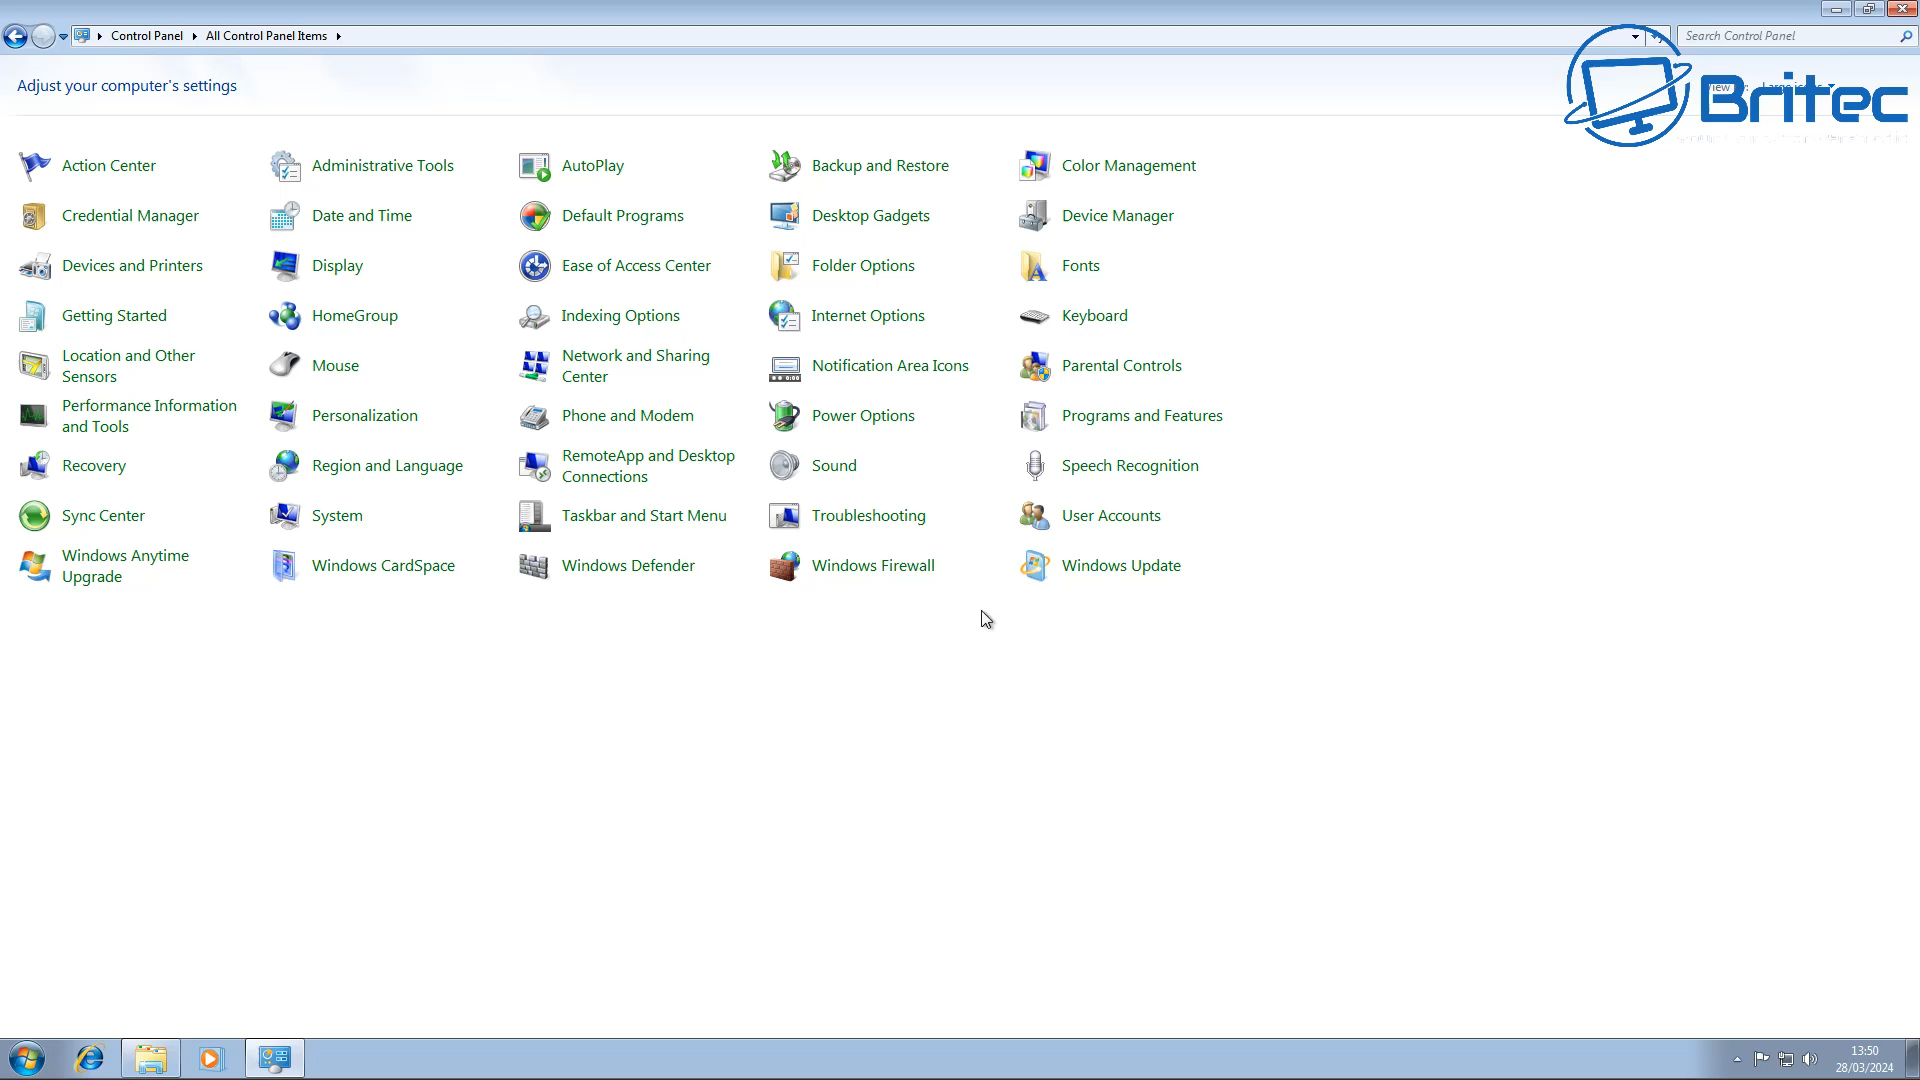 Control Panel All Control Panel Items
Search Control Panel
Adjust your computer's settings
Britec
Action Center
Administrative Tools
AutoPlay
Backup and Restore
Color Management
Credential Manager
Date and Time
Default Programs
Desktop Gadgets
Device Manager
Devices and Printers
Display
Ease of Access Center
Folder Options
Fonts
Getting Started
HomeGroup
Indexing Options
Internet Options
Keyboard
Location and Other
Sensors
Mouse
Network and Sharing
Center
Notification Area Icons
Parental Controls
Performance Information
and Tools
Personalization
Phone and Modem
Power Options
Programs and Features
Recovery
Region and Language
RemoteApp and Desktop
Connections
Sound
Speech Recognition
Sync Center
System
Taskbar and Start Menu
Troubleshooting
User Accounts
Windows Anytime
Upgrade
Windows CardSpace
Windows Defender
Windows Firewall
Windows Update
13:50
28/03/2024